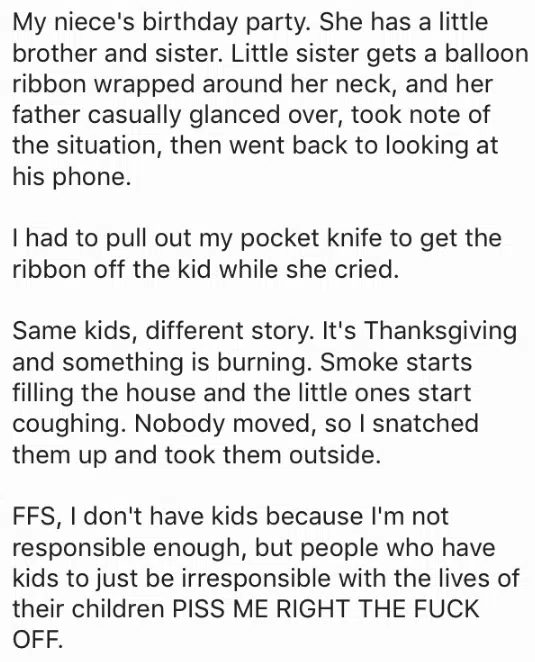 My niece's birthday party. She has a little
brother and sister. Little sister gets a balloon
ribbon wrapped around her neck, and her
father casually glanced over, took note of
the situation, then went back to looking at
his phone.
I had to pull out my pocket knife to get the
ribbon off the kid while she cried.
Same kids, different story. It's Thanksgiving
and something is burning. Smoke starts
filling the house and the little ones start
coughing. Nobody moved, so I snatched
them up and took them outside.
FFS, I don't have kids because I'm not
responsible enough, but people who have
kids to just be irresponsible with the lives of
their children PISS ME RIGHT THE FUCK
OFF.